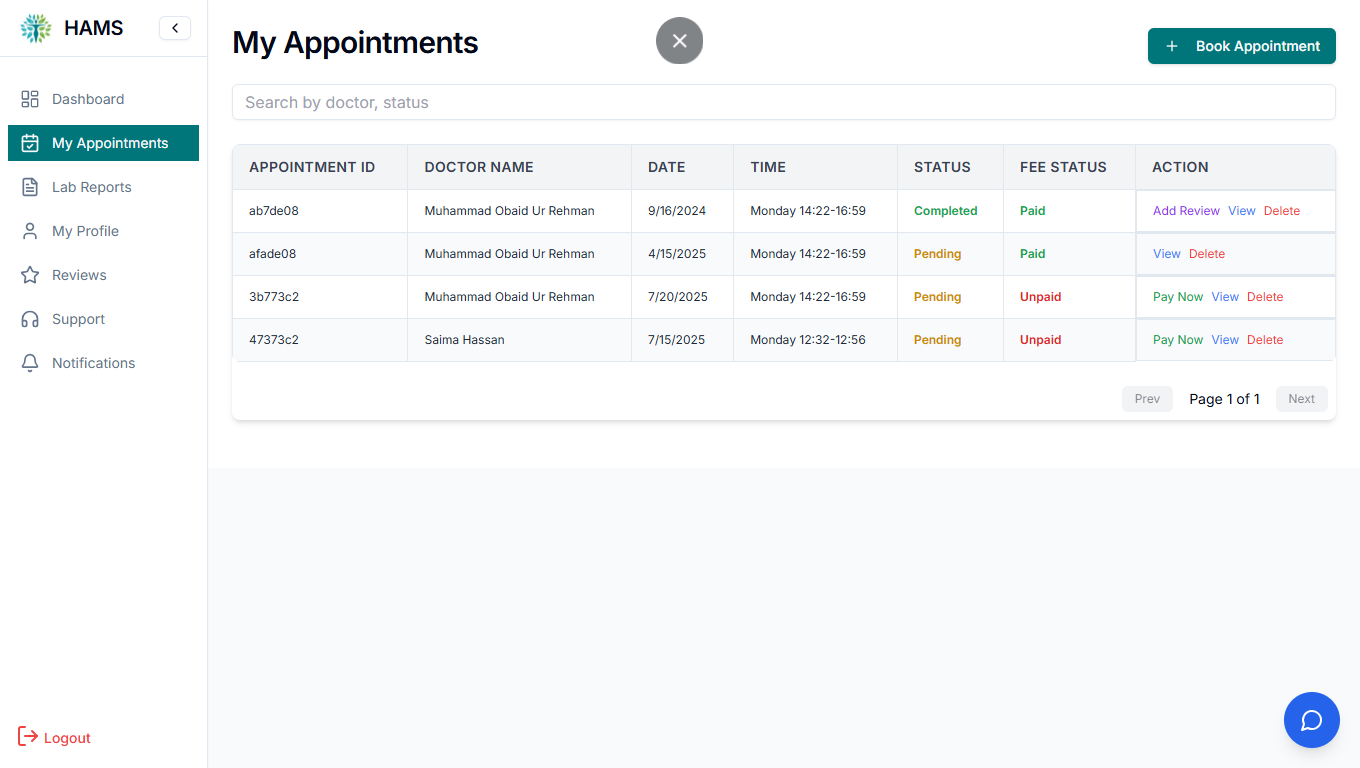 HAMS
My Appointments
Book Appointment
Search by doctor, status
Dashboard
My Appointments
Lab Reports
My Profile
Reviews
Support
Notifications
Logout
APPOINTMENT ID DOCTOR NAME DATE TIME STATUS FEE STATUS ACTION
ab7de08 Muhammad Obaid Ur Rehman 9/16/2024 Monday 14:22-16:59 Completed Paid Add Review View Delete
afade08 Muhammad Obaid Ur Rehman 4/15/2025 Monday 14:22-16:59 Pending Paid View Delete
3b773c2 Muhammad Obaid Ur Rehman 7/20/2025 Monday 14:22-16:59 Pending Unpaid Pay Now View Delete
47373c2 Saima Hassan 7/15/2025 Monday 12:32-12:56 Pending Unpaid Pay Now View Delete
Prev Page 1 of 1 Next